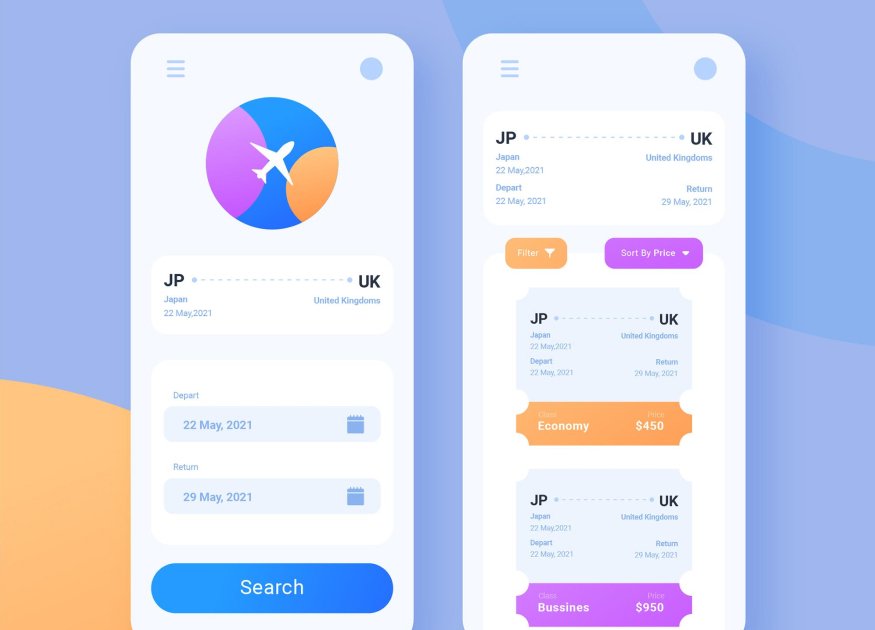 JP
UK
Japan
United Kingdoms
22 May,2021
Depart
22 May, 2021
Return
29 May, 2021
Search
JP
UK
Japan
United Kingdoms
22 May,2021
Depart
Return
22 May, 2021
29 May, 2021
Filter
Sort By Price
JP
UK
Japan
United Kingdoms
22 May,2021
Depart
Return
22 May, 2021
29 May, 2021
Class
Price
Economy
$450
JP
UK
Japan
United Kingdoms
22 May,2021
Depart
Return
22 May, 2021
29 May, 2021
Class
Price
Bussines
$950